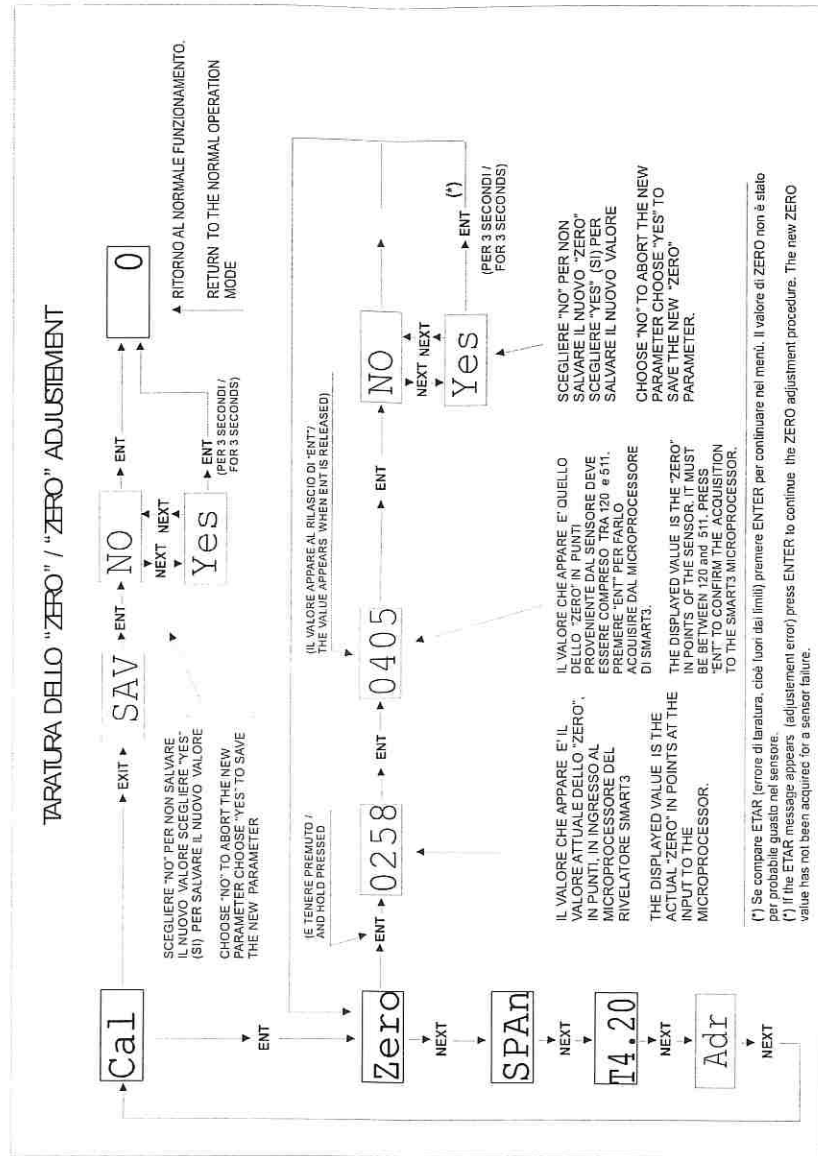 TARATURA DELLO "ZERO" / "ZERO" ADJUSTEMENT
Cal
EXIT
SAV
ENT
NO
ENT
0
NEXT NEXT
Yes
ENT
(PER 3 SECONDI /
FOR 3 SECONDS)
RITORNO AL NORMALE FUNZIONAMENTO.
RETURN TO THE NORMAL OPERATION
MODE
SCEGLIERE "NO" PER NON SALVARE
IL NUOVO VALORE SCEGLIERE "YES"
(SI) PER SALVARE IL NUOVO VALORE
CHOOSE "NO" TO ABORT THE NEW
PARAMETER CHOOSE "YES" TO SAVE
THE NEW PARAMETER
ENT
(E TENERE PREMUTO /
AND HOLD PRESSED
(IL VALORE APPARE AL RILASCIO DI "ENT"/
THE VALUE APPEARS WHEN ENT IS RELEASED)
Zero
ENT
0258
ENT
0405
ENT
NO
NEXT NEXT
Yes
ENT (*)
(PER 3 SECONDI /
FOR 3 SECONDS)
NEXT
SPAn
NEXT
T4.20
NEXT
Adr
NEXT
IL VALORE CHE APPARE E' IL
VALORE ATTUALE DELLO "ZERO",
IN PUNTI, IN INGRESSO AL
MICROPROCESSORE DEL
RIVELATORE SMART3
THE DISPLAYED VALUE IS THE
ACTUAL "ZERO" IN POINTS AT THE
INPUT TO THE
MICROPROCESSOR.
IL VALORE CHE APPARE E' QUELLO
DELLO "ZERO" IN PUNTI
PROVENIENTE DAL SENSORE DEVE
ESSERE COMPRESO TRA 120 e 511.
PREMERE "ENT" PER FARLO
ACQUISIRE DAL MICROPROCESSORE
DI SMART3.
THE DISPLAYED VALUE IS THE "ZERO"
IN POINTS OF THE SENSOR. IT MUST
BE BETWEEN 120 and 511. PRESS
"ENT" TO CONFIRM THE ACQUISITION
TO THE SMART3 MICROPROCESSOR.
SCEGLIERE "NO" PER NON
SALVARE IL NUOVO "ZERO"
SCEGLIERE "YES" (SI) PER
SALVARE IL NUOVO VALORE
CHOOSE "NO" TO ABORT THE NEW
PARAMETER CHOOSE "YES" TO
SAVE THE NEW "ZERO"
PARAMETER.
(*) Se compare ETAR (errore di taratura, cioè fuori dai limiti) premere ENTER per continuare nel menù. Il valore di ZERO non è stato
per probabile guasto nel sensore.
(*) If the ETAR message appears (adjustement error) press ENTER to continue the ZERO adjustment procedure. The new ZERO
value has not been acquired for a sensor failure.